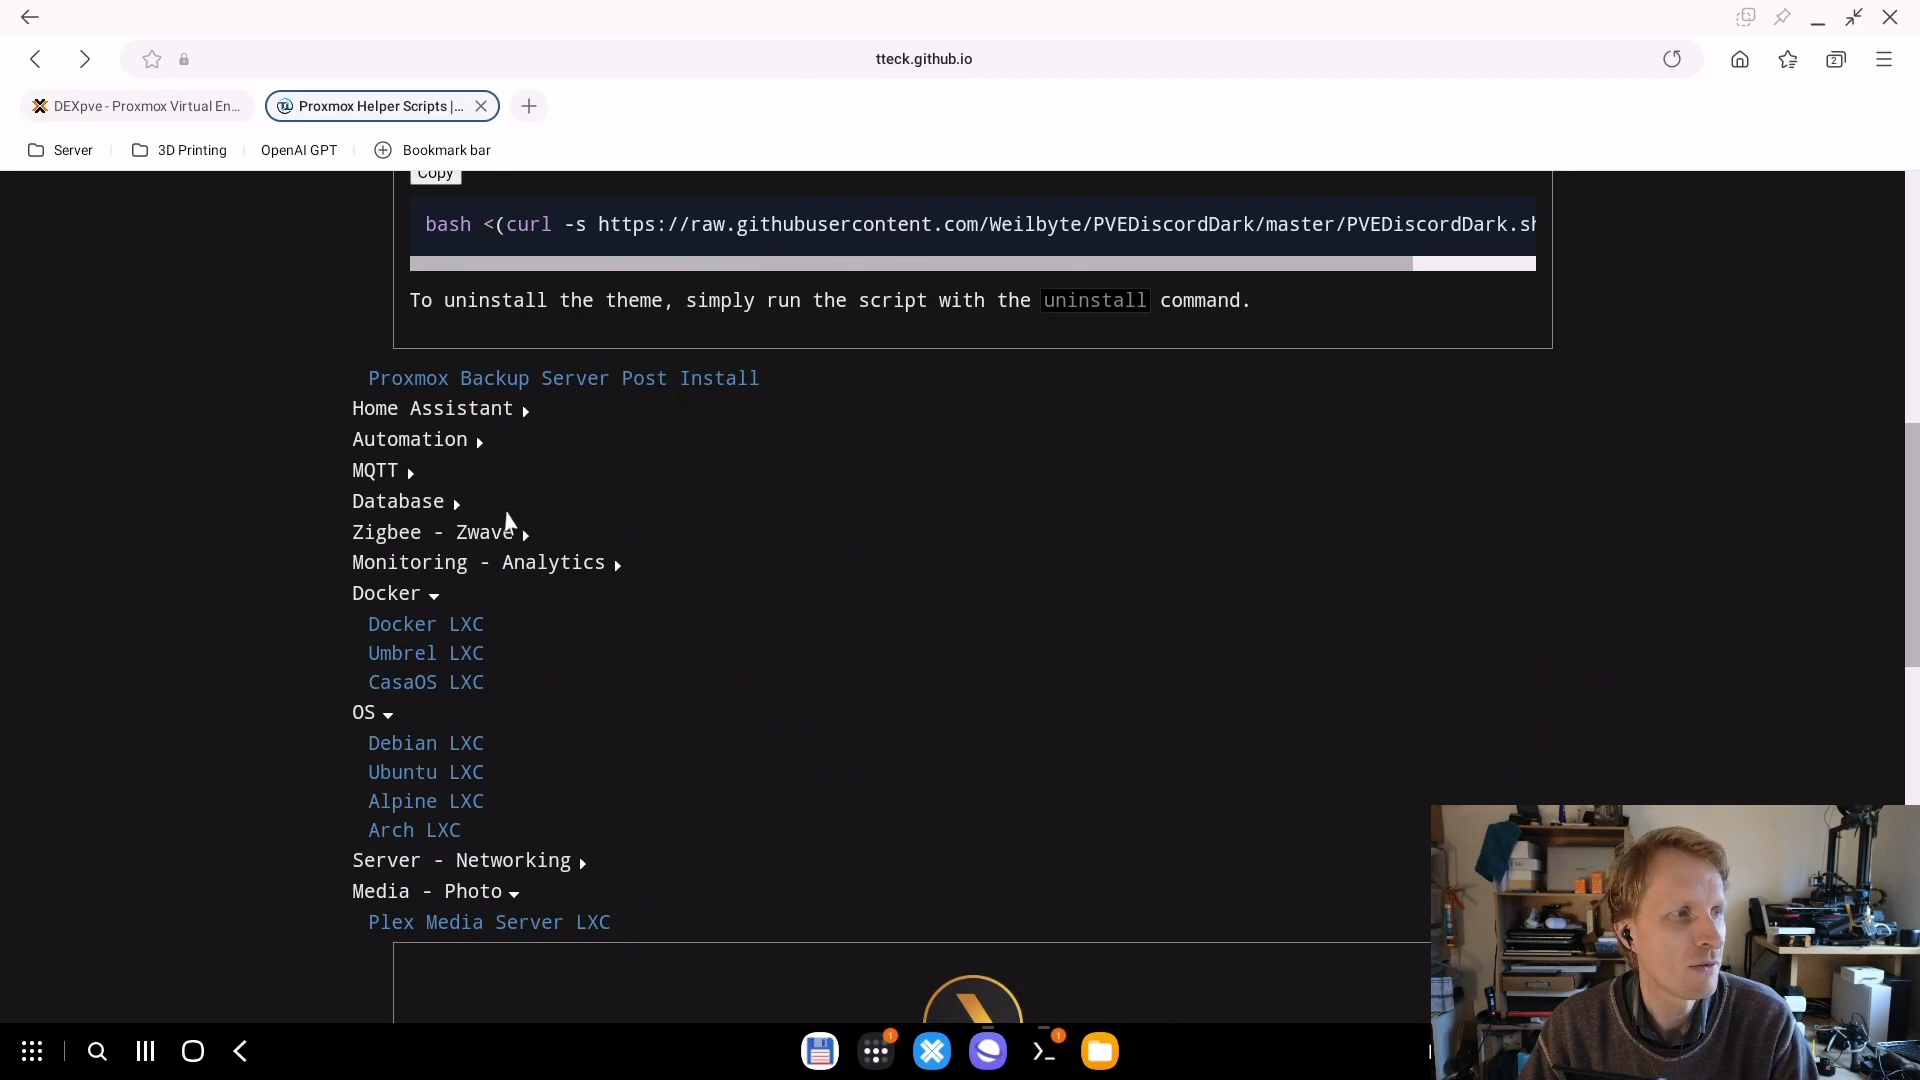 tteck.github.io
2
DEXpve - Proxmox Virtual En...
Proxmox Helper Scripts |...
Server
3D Printing
OpenAI GPT
Bookmark bar
Copy
bash <(curl -s https://raw.githubusercontent.com/Weilbyte/PVEDiscordDark/master/PVEDiscordDark.sh
To uninstall the theme, simply run the script with the uninstall command.
Proxmox Backup Server Post Install
Home Assistant
Automation
MQTT
Database
Zigbee - Zwave
Monitoring - Analytics
Docker
Docker LXC
Umbrel LXC
CasaOS LXC
OS
Debian LXC
Ubuntu LXC
Alpine LXC
Arch LXC
Server - Networking
Media - Photo
Plex Media Server LXC
1
1